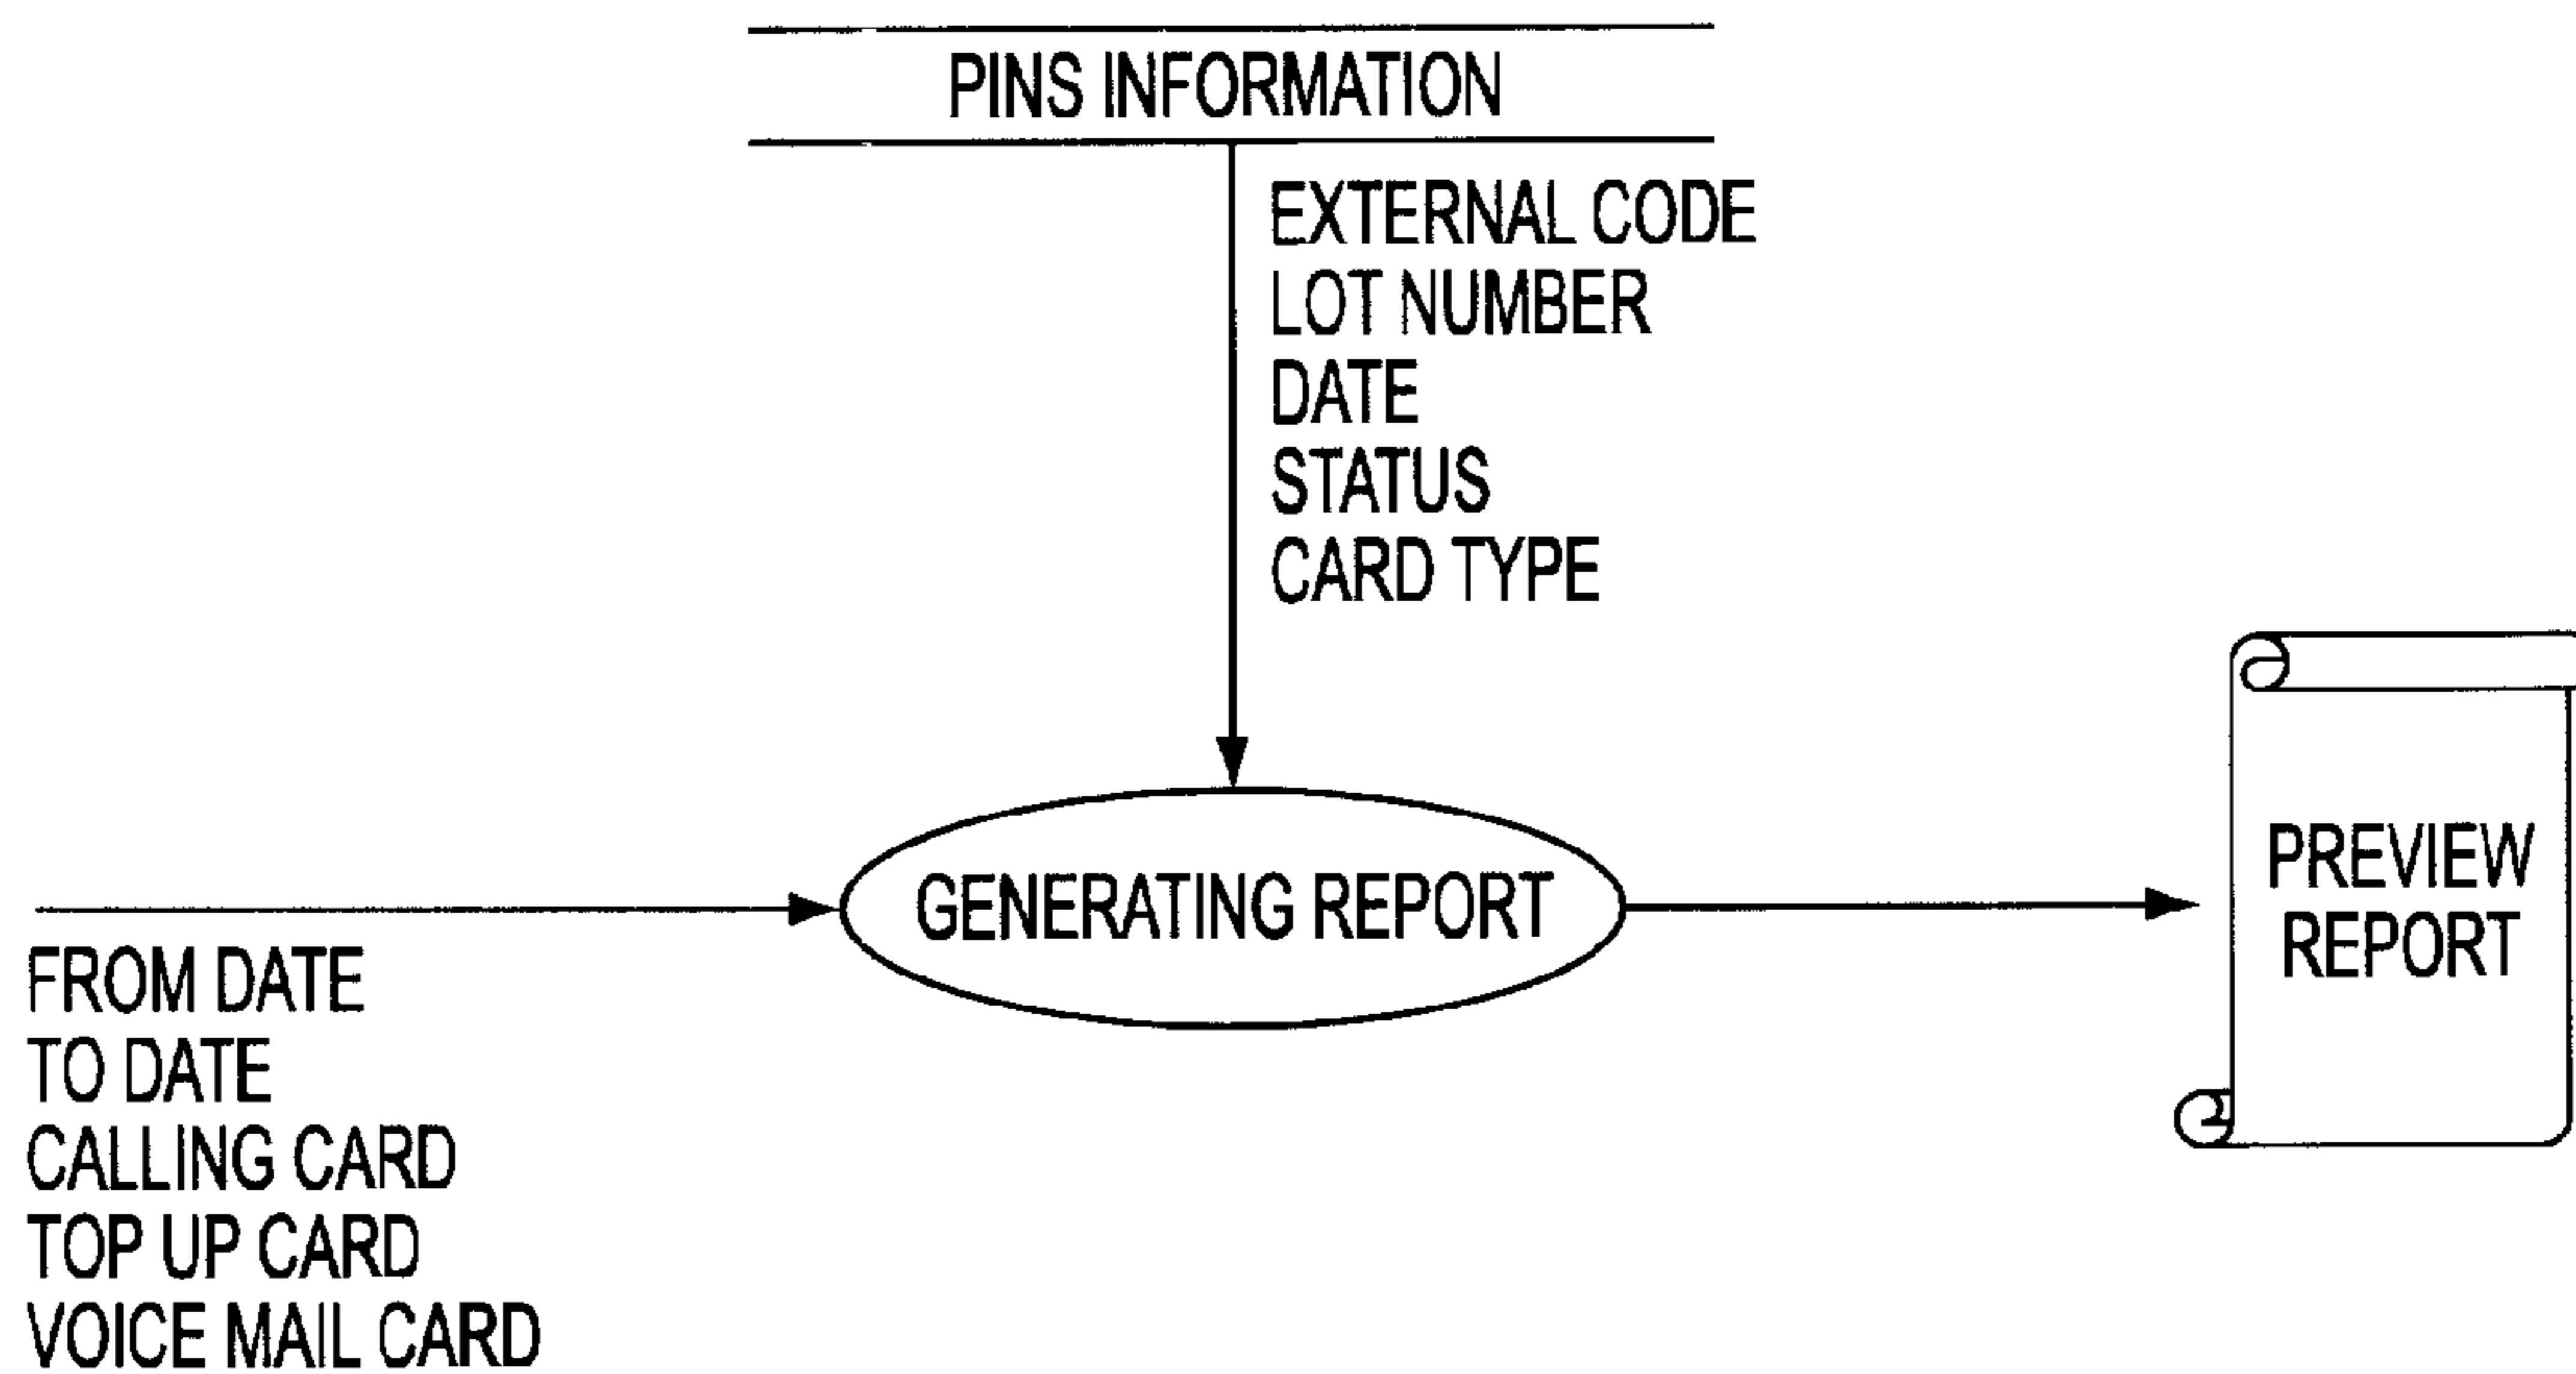 PINS INFORMATION
EXTERNAL CODE
LOT NUMBER
DATE
STATUS
CARD TYPE
GENERATING REPORT
PREVIEW
REPORT
FROM DATE
TO DATE
CALLING CARD
TOP UP CARD
VOICE MAIL CARD